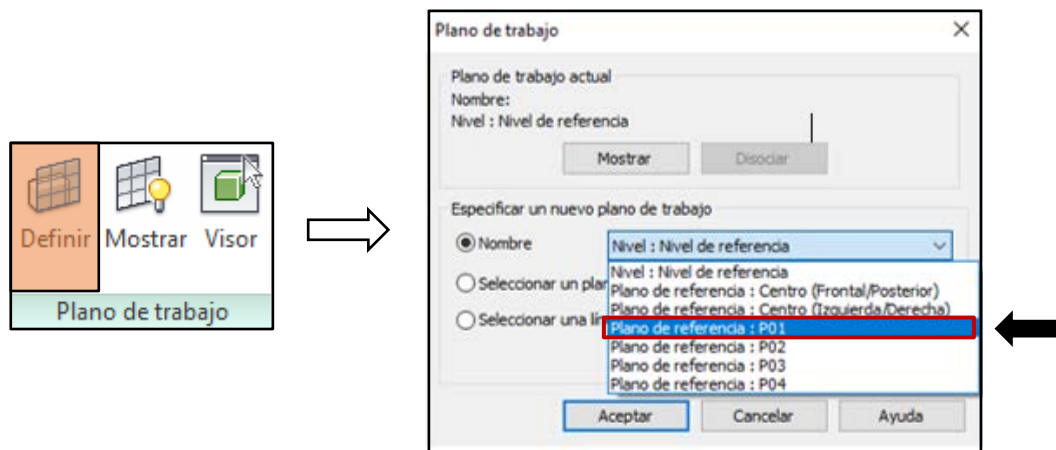 Definir Mostrar Visor
Plano de trabajo
Plano de trabajo
Plano de trabajo actual
Nombre:
Nivel : Nivel de referencia
Mostrar Disociar
Especificar un nuevo plano de trabajo
Nombre Nivel : Nivel de referencia
Nivel : Nivel de referencia
Seleccionar un plan
Plano de referencia : Centro (Frontal/Posterior)
Plano de referencia : Centro (Izquierda/Derecha)
Seleccionar una lín
Plano de referencia : P01
Plano de referencia : P02
Plano de referencia : P03
Plano de referencia : P04
Aceptar Cancelar Ayuda